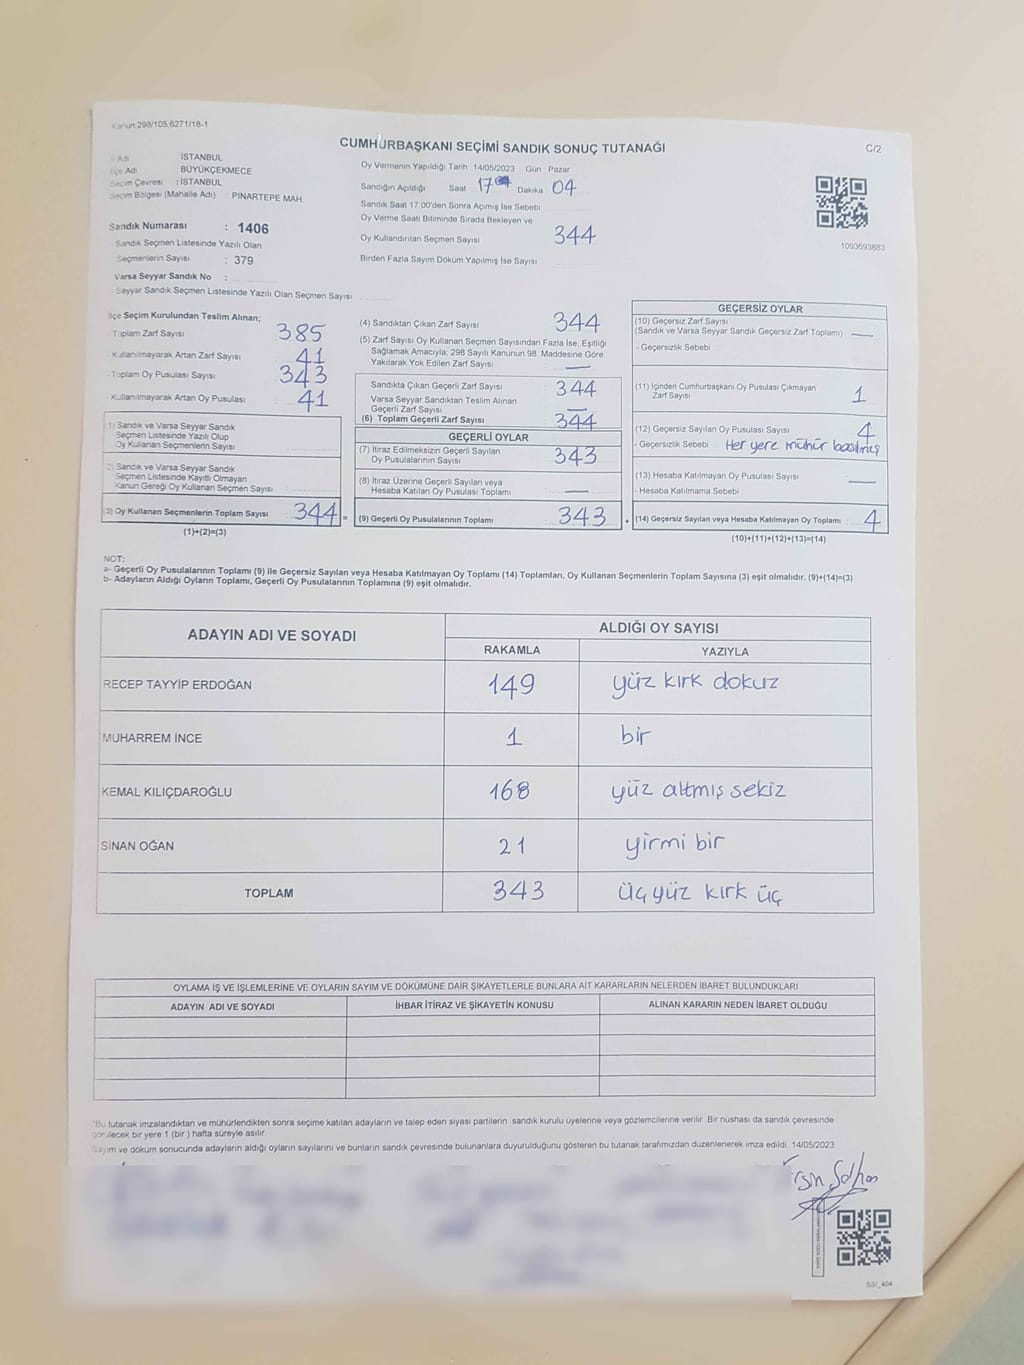 Kanun:298/105;6271/18-1
CUMHURBAŞKANI SEÇİMİ SANDIK SONUÇ TUTANAĞI
C/2
İl Adı : İSTANBUL
İlçe Adı : BÜYÜKÇEKMECE
Seçim Çevresi : İSTANBUL
Seçim Bölgesi (Mahalle Adı) PINARTEPE MAH.
Oy Vermenin Yapıldığı Tarih :14/05/2023 Gün : Pazar
Sandığın Açıldığı Saat 17 Dakika 04
Sandık Saat 17:00'den Sonra Açımış İse Sebebi
Oy Verme Saati Bitiminde Sırada Bekleyen ve
Oy Kullandırılan Seçmen Sayısı 344
Birden Fazla Sayım Döküm Yapılmış İse Sayısı
1093693883
Sandık Numarası : 1406
- Sandık Seçmen Listesinde Yazılı Olan
Seçmenlerin Sayısı : 379
Varsa Seyyar Sandık No :
- Seyyar Sandık Seçmen Listesinde Yazılı Olan Seçmen Sayısı
İlçe Seçim Kurulundan Teslim Alınan;
- Toplam Zarf Sayısı 385
- Kullanılmayarak Artan Zarf Sayısı 41
- Toplam Oy Pusulası Sayısı 343
- Kullanılmayarak Artan Oy Pusulası 41
(1) Sandık ve Varsa Seyyar Sandık
Seçmen Listesinde Yazılı Olup
Oy Kullanan Seçmenlerin Sayısı
(2) Sandık ve Varsa Seyyar Sandık
Seçmen Listesinde Kayıtlı Olmayan
Kanun Gereği Oy Kullanan Seçmen Sayısı
(3) Oy Kullanan Seçmenlerin Toplam Sayısı 344 =
(1)+(2)=(3)
(4) Sandıktan Çıkan Zarf Sayısı 344
(5) Zarf Sayısı Oy Kullanan Seçmen Sayısından Fazla İse, Eşitliği
Sağlamak Amacıyla; 298 Sayılı Kanunun 98. Maddesine Göre
Yakılarak Yok Edilen Zarf Sayısı —
Sandıkta Çıkan Geçerli Zarf Sayısı : 344
Varsa Seyyar Sandıktan Teslim Alınan
Geçerli Zarf Sayısı : —
(6) Toplam Geçerli Zarf Sayısı : 344
GEÇERLİ OYLAR
(7) İtiraz Edilmeksizin Geçerli Sayılan
Oy Pusulalarının Sayısı : 343
(8) İtiraz Üzerine Geçerli Sayılan veya
Hesaba Katılan Oy Pusulası Toplamı : —
(9) Geçerli Oy Pusulalarının Toplamı : 343 +
GEÇERSİZ OYLAR
(10) Geçersiz Zarf Sayısı
(Sandık ve Varsa Seyyar Sandık Geçersiz Zarf Toplamı) —
- Geçersizlik Sebebi
(11) İçinden Cumhurbaşkanı Oy Pusulası Çıkmayan
Zarf Sayısı 1
(12) Geçersiz Sayılan Oy Pusulası Sayısı 4
- Geçersizlik Sebebi : Her yere mühür basılmış
(13) Hesaba Katılmayan Oy Pusulası Sayısı —
- Hesaba Katılmama Sebebi
(14) Geçersiz Sayılan veya Hesaba Katılmayan Oy Toplamı : 4
(10)+(11)+(12)+(13)=(14)
NOT:
a- Geçerli Oy Pusulalarının Toplamı (9) ile Geçersiz Sayılan veya Hesaba Katılmayan Oy Toplamı (14) Toplamları, Oy Kullanan Seçmenlerin Toplam Sayısına (3) eşit olmalıdır. (9)+(14)=(3)
b- Adayların Aldığı Oyların Toplamı, Geçerli Oy Pusulalarının Toplamına (9) eşit olmalıdır.
ADAYIN ADI VE SOYADI
ALDIĞI OY SAYISI
RAKAMLA YAZIYLA
RECEP TAYYİP ERDOĞAN 149 yüz kırk dokuz
MUHARREM İNCE 1 bir
KEMAL KILIÇDAROĞLU 168 yüz altmış sekiz
SİNAN OĞAN 21 yirmi bir
TOPLAM 343 üçyüz kırk üç
OYLAMA İŞ VE İŞLEMLERİNE VE OYLARIN SAYIM VE DÖKÜMÜNE DAİR ŞİKAYETLERLE BUNLARA AİT KARARLARIN NELERDEN İBARET BULUNDUKLARI
ADAYIN ADI VE SOYADI İHBAR İTİRAZ VE ŞİKAYETİN KONUSU ALINAN KARARIN NEDEN İBARET OLDUĞU
*Bu tutanak imzalandıktan ve mühürlendikten sonra seçime katılan adayların ve talep eden siyasi partilerin sandık kurulu üyelerine veya gözlemcilerine verilir. Bir nüshası da sandık çevresinde
görülecek bir yere 1 (bir) hafta süreyle asılır.
Sayım ve döküm sonucunda adayların aldığı oyların sayılarını ve bunların sandık çevresinde bulunanlara duyurulduğunu gösteren bu tutanak tarafımızdan düzenlenerek imza edildi. 14/05/2023